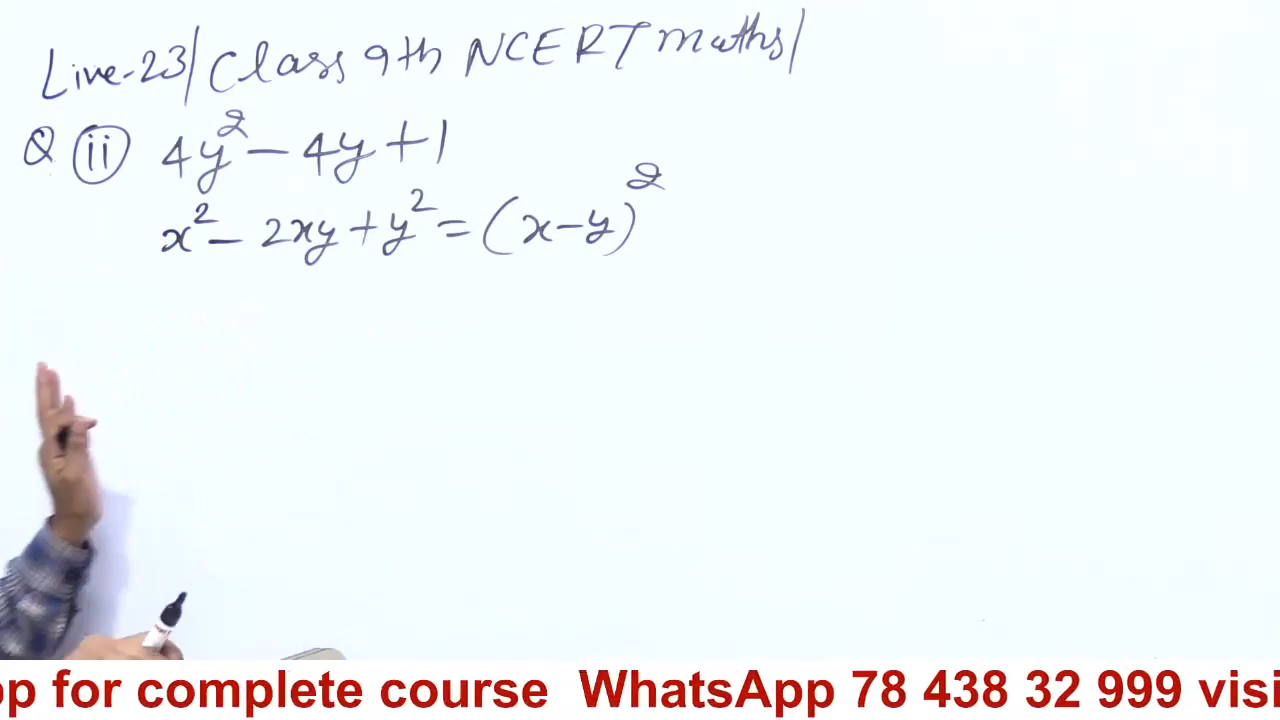 Live-23/Class 9th NCERT maths/
Q (ii) 4y² - 4y + 1
x² - 2xy + y² = (x - y)²
pp for complete course WhatsApp 78 438 32 999 visi